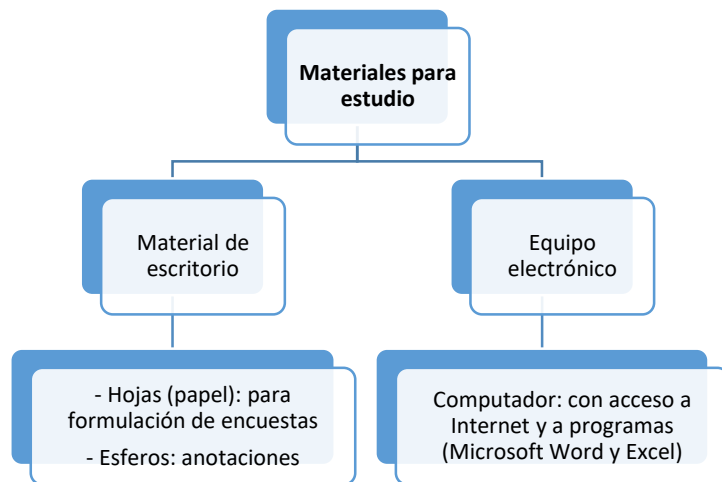 Materiales para
estudio
Material de
escritorio
Equipo
electrónico
- Hojas (papel): para
formulación de encuestas
- Esferos: anotaciones
Computador: con acceso a
Internet y a programas
(Microsoft Word y Excel)